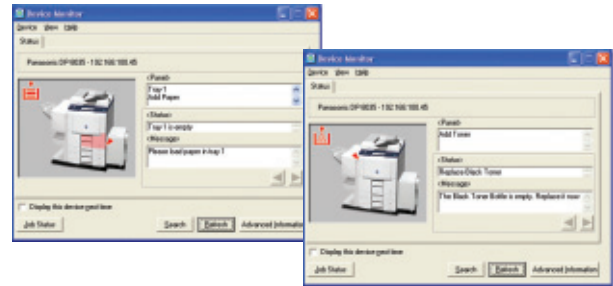 Device Monitor
Device View Help
Status
Panasonic DP-8035 - 192.168.100.45
<Panel>
Tray 1
Add Paper
<Status>
Tray 1 is empty
<Message>
Please load paper in tray 1
Display this device next time
Job Status
Search
Refresh
Advanced Informatio
Device Monitor
Device View Help
Status
Panasonic DP-8035 - 192.168.100.45
<Panel>
Add Toner
<Status>
Replace Black Toner
<Message>
The Black Toner Bottle is empty. Replace it now
Display this device next time
Job Status
Search
Refresh
Advanced Information